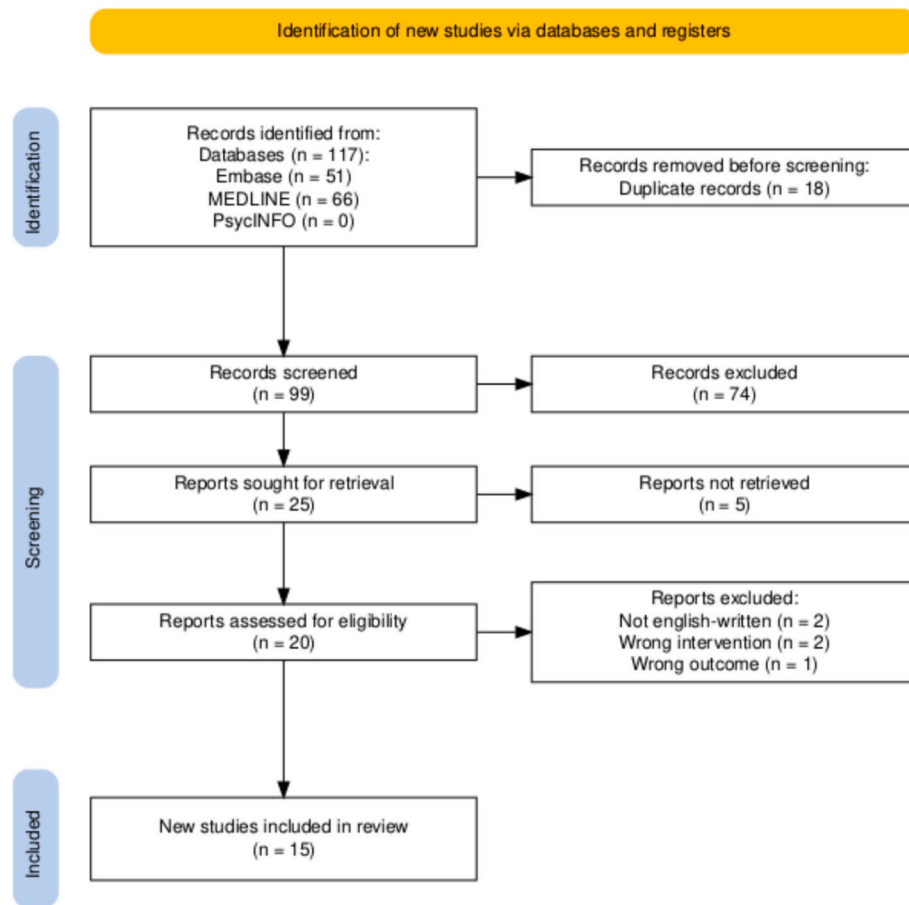 Identification of new studies via databases and registers
Identification
Records identified from:
Databases (n = 117):
Embase (n = 51)
MEDLINE (n = 66)
PsycINFO (n = 0)
Records removed before screening:
Duplicate records (n = 18)
Screening
Records screened
(n = 99)
Records excluded
(n = 74)
Reports sought for retrieval
(n = 25)
Reports not retrieved
(n = 5)
Reports assessed for eligibility
(n = 20)
Reports excluded:
Not english-written (n = 2)
Wrong intervention (n = 2)
Wrong outcome (n = 1)
Included
New studies included in review
(n = 15)